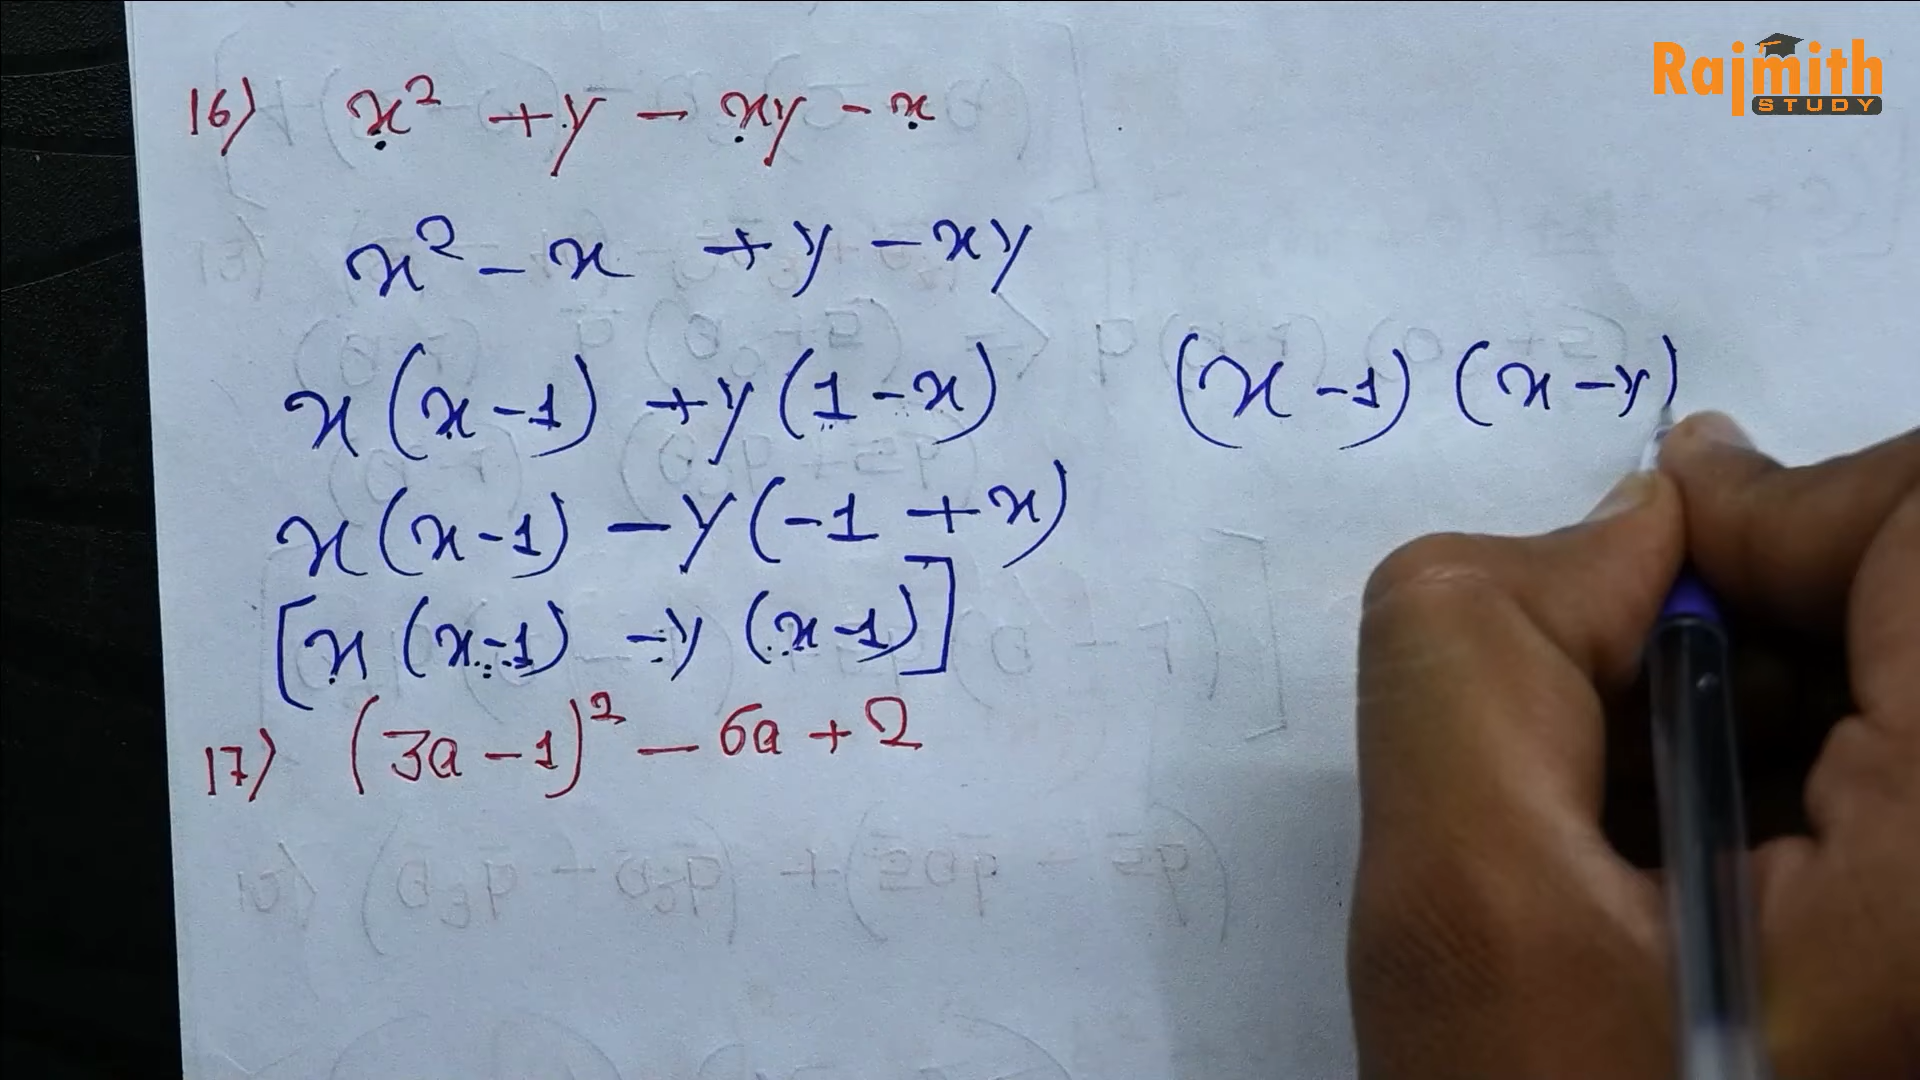 Rajmith
STUDY
16) x² + y - xy - x
x² - x + y - xy
x(x-1) + y(1-x)
(x-1) (x-y)
x(x-1) - y(-1+x)
[x(x-1) - y(x-1)]
17) (3a-1)² - 6a + 2